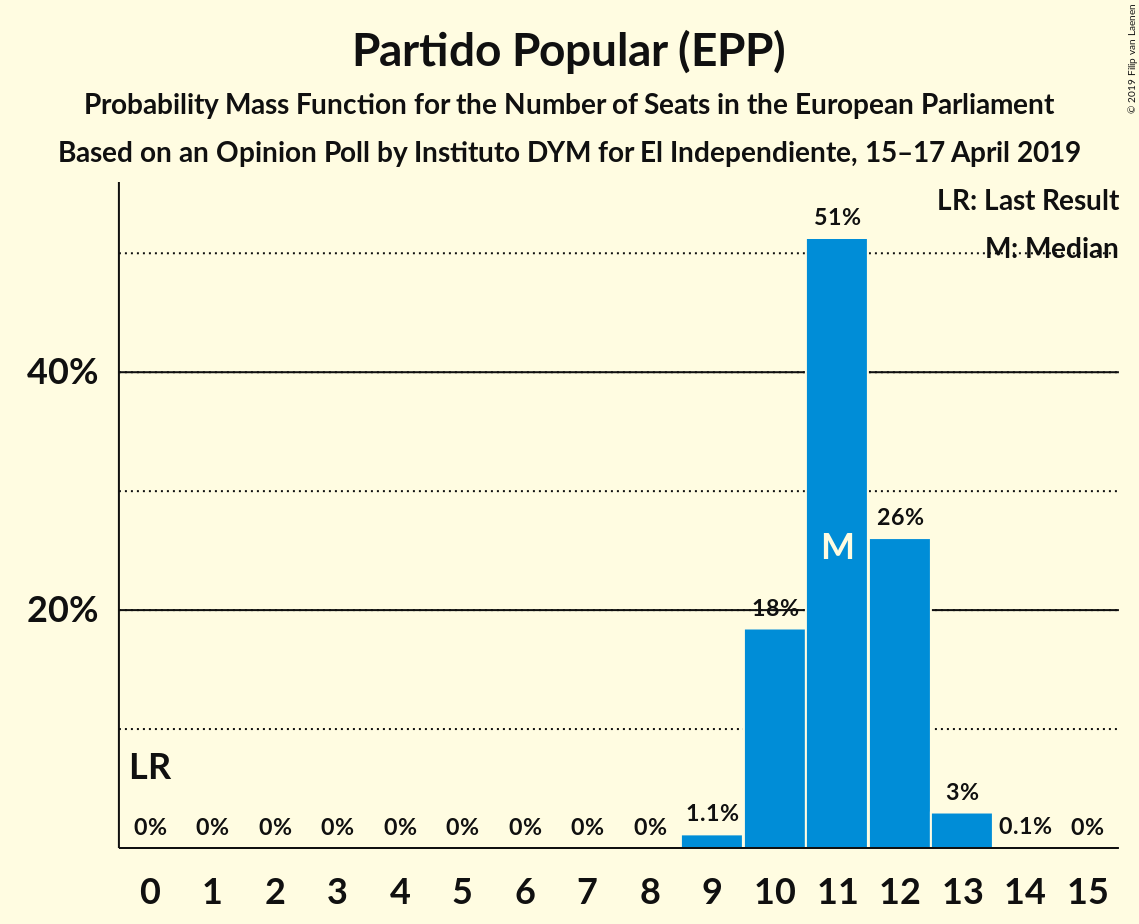 Partido Popular (EPP)
Probability Mass Function for the Number of Seats in the European Parliament
Based on an Opinion Poll by Instituto DYM for El Independiente, 15–17 April 2019
© 2019 Filip van Laenen
LR: Last Result
M: Median
51%
40%
26%
M
20%
18%
LR
3%
1.1%
0% 0% 0% 0% 0% 0% 0% 0% 0% 0.1% 0%
0 1 2 3 4 5 6 7 8 9 10 11 12 13 14 15